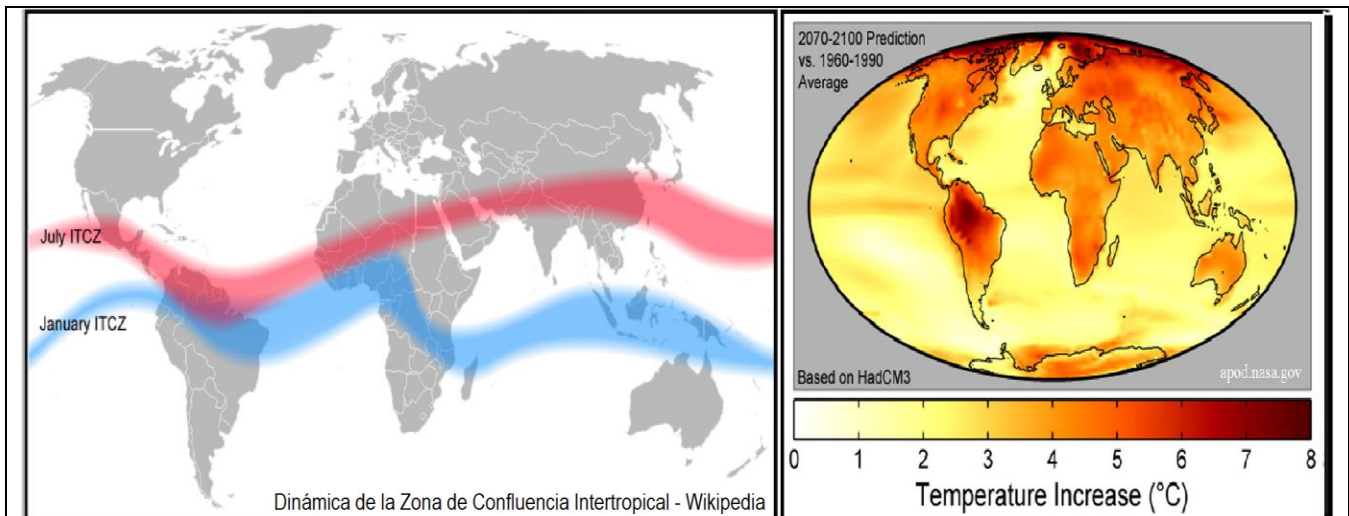 July ITCZ
January ITCZ
Dinámica de la Zona de Confluencia Intertropical - Wikipedia
2070-2100 Prediction
vs. 1960-1990
Average
Based on HadCM3
apod.nasa.gov
0 1 2 3 4 5 6 7 8
Temperature Increase (°C)